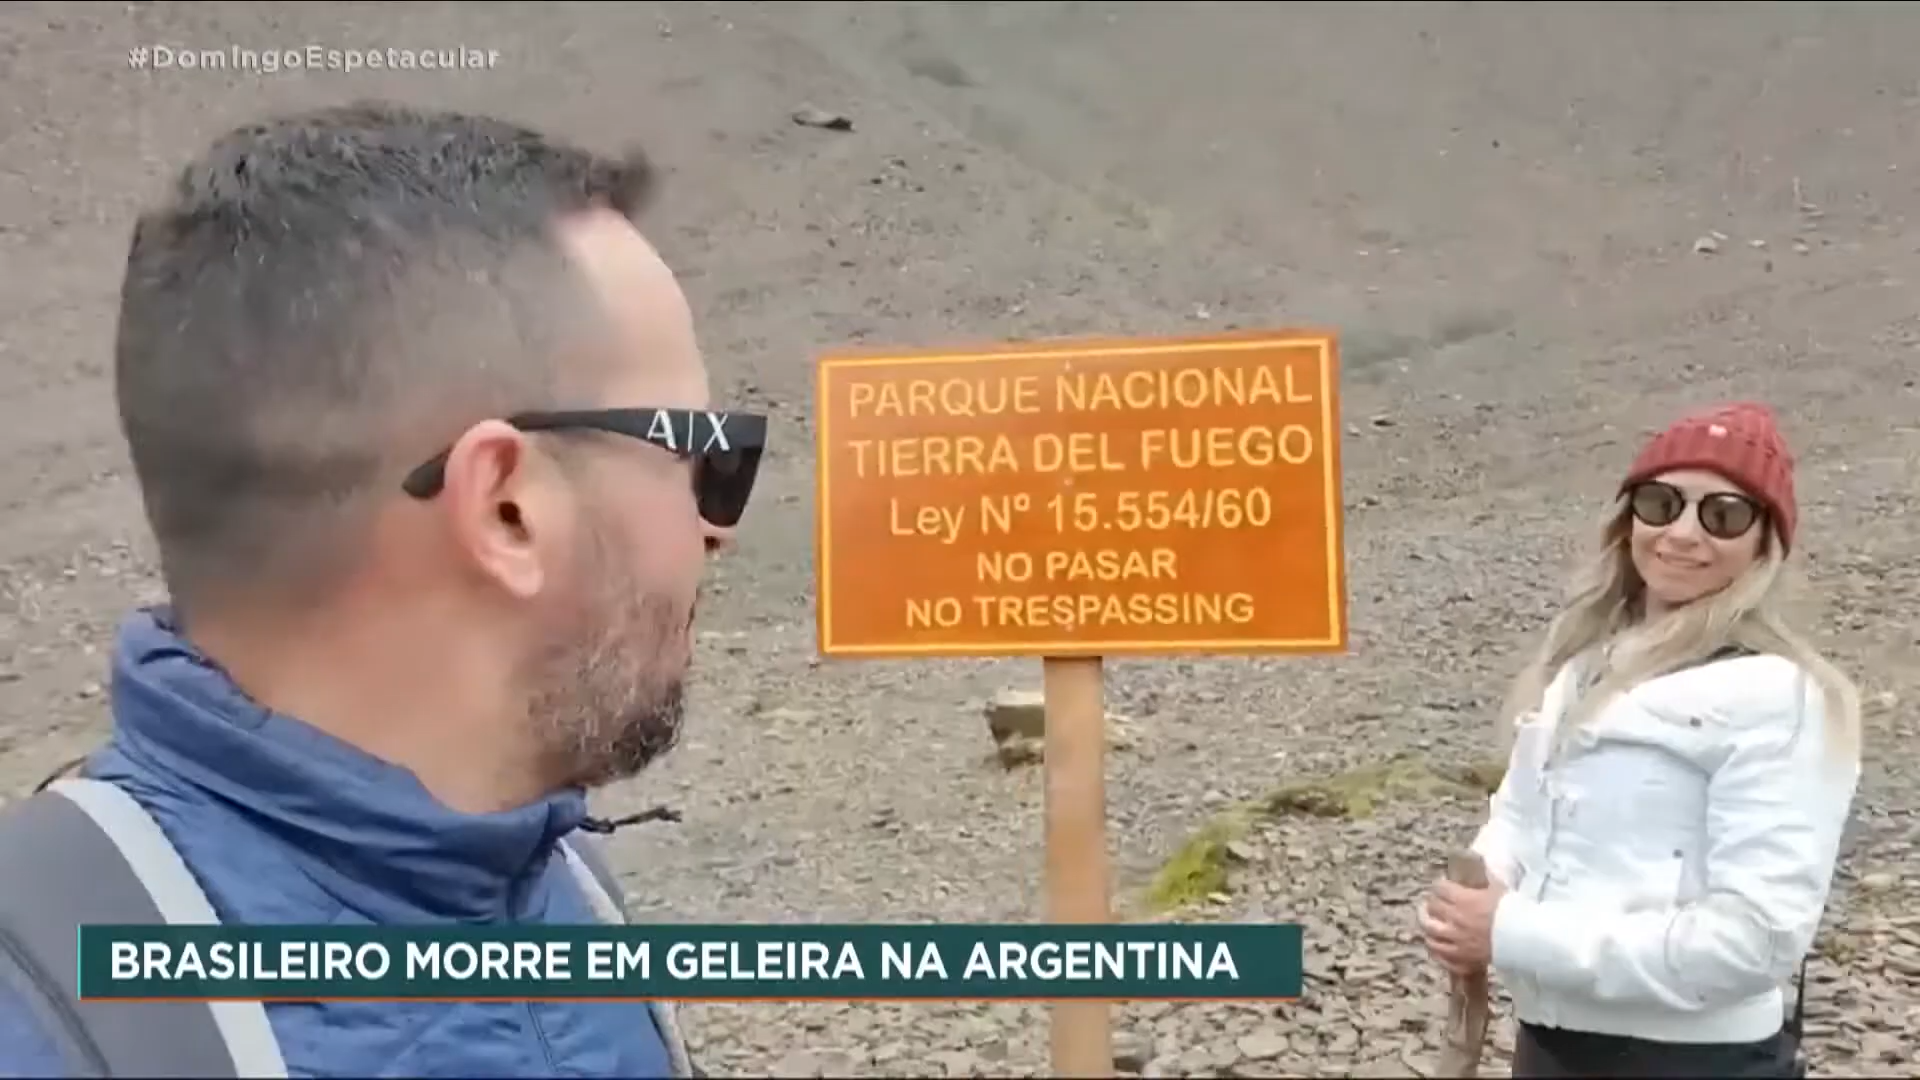 #DomingoEspetacular
A|X
PARQUE NACIONAL
TIERRA DEL FUEGO
Ley Nº 15.554/60
NO PASAR
NO TRESPASSING
BRASILEIRO MORRE EM GELEIRA NA ARGENTINA